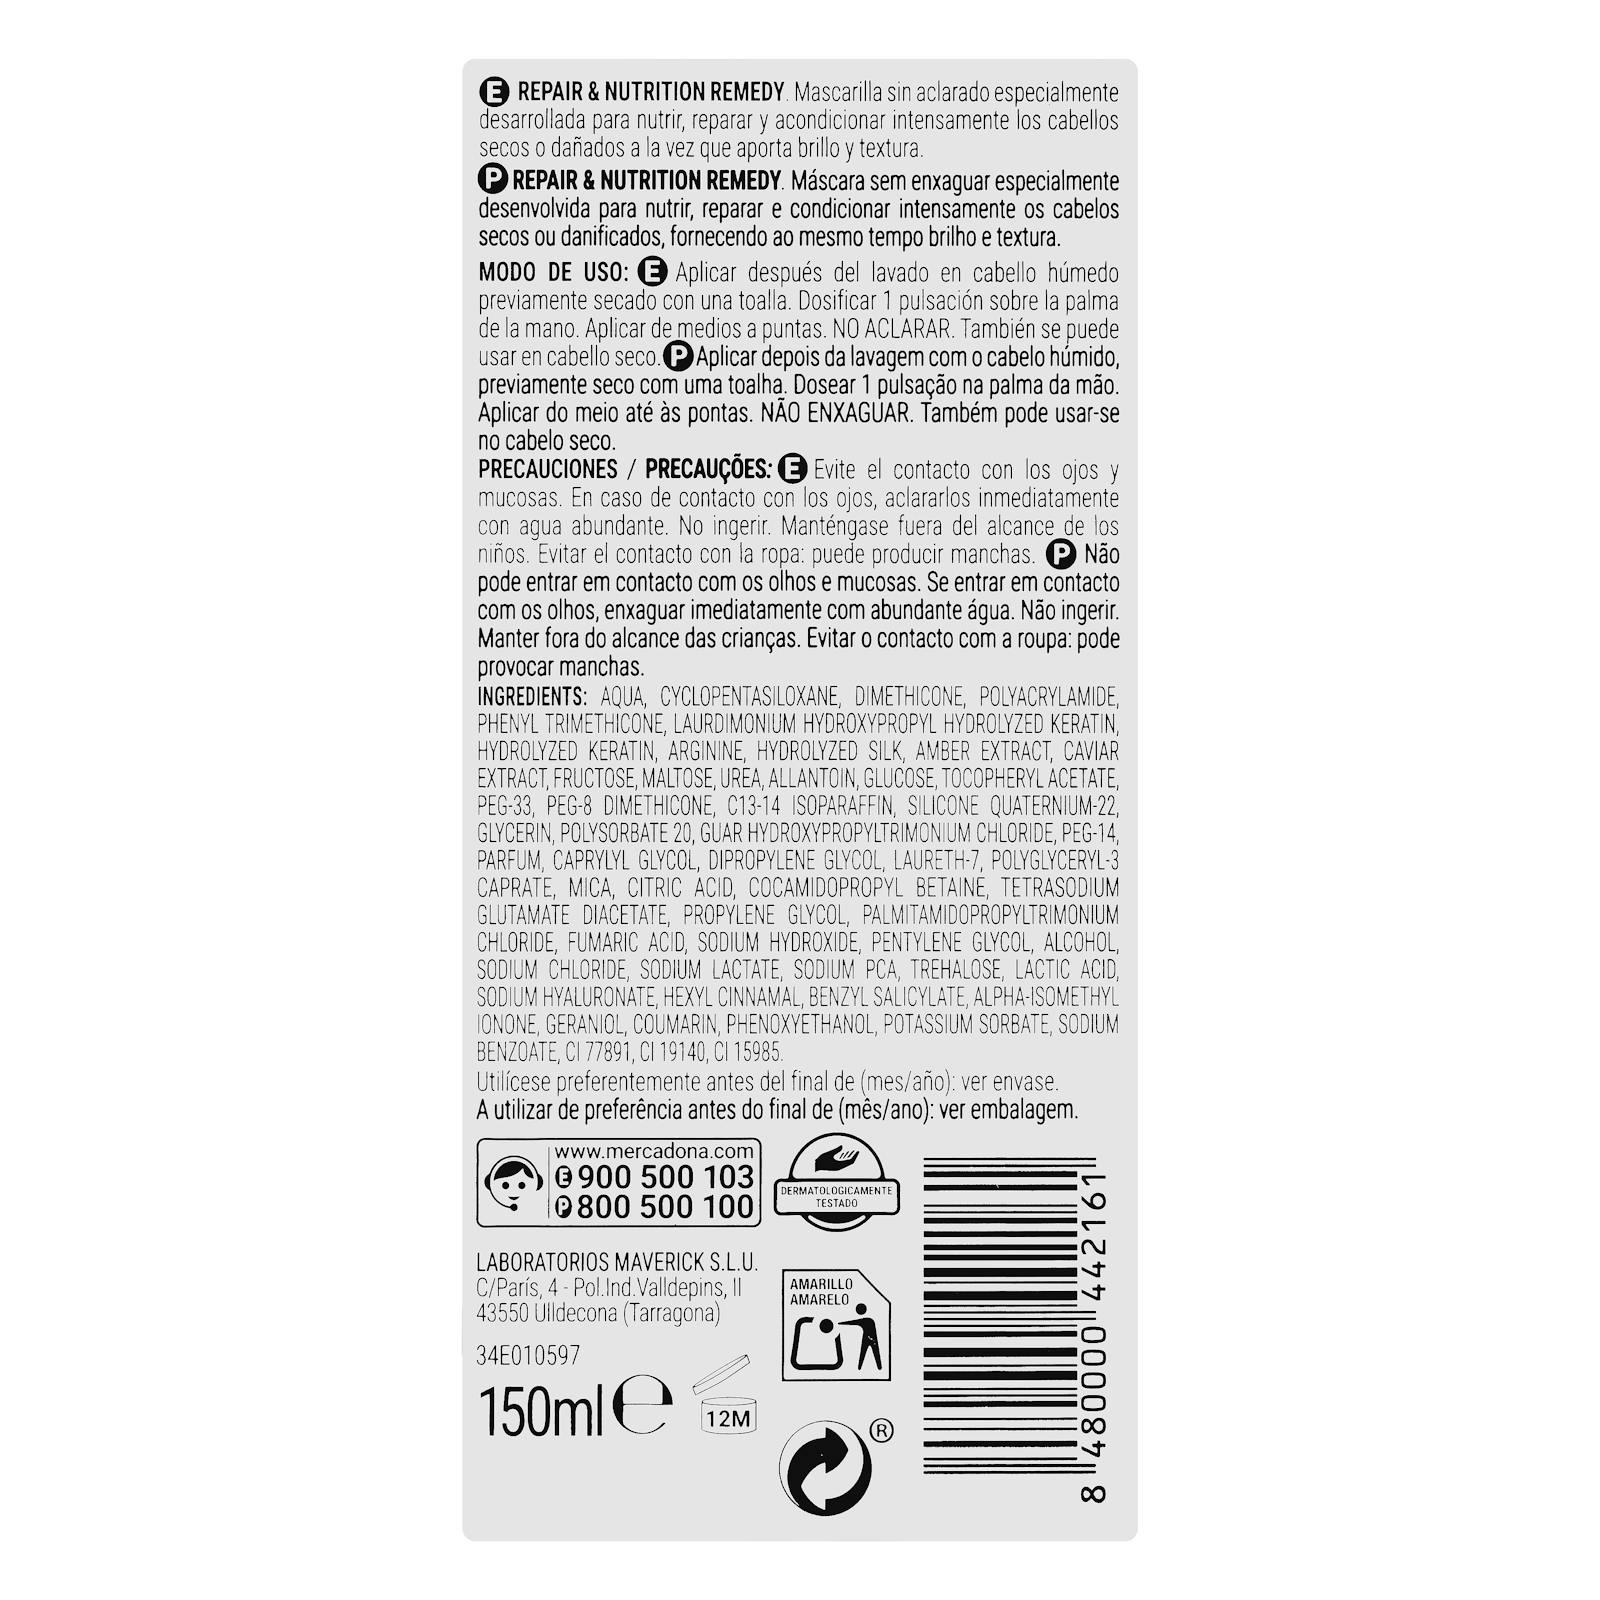 E REPAIR & NUTRITION REMEDY. Mascarilla sin aclarado especialmente
desarrollada para nutrir, reparar y acondicionar intensamente los cabellos
secos o dañados a la vez que aporta brillo y textura.
P REPAIR & NUTRITION REMEDY. Máscara sem enxaguar especialmente
desenvolvida para nutrir, reparar e condicionar intensamente os cabelos
secos ou danificados, fornecendo ao mesmo tempo brilho e textura.
MODO DE USO: E Aplicar después del lavado en cabello húmedo
previamente secado con una toalla. Dosificar 1 pulsación sobre la palma
de la mano. Aplicar de medios a puntas. NO ACLARAR. También se puede
usar en cabello seco. P Aplicar depois da lavagem com o cabelo húmido,
previamente seco com uma toalha. Dosear 1 pulsação na palma da mão.
Aplicar do meio até às pontas. NÃO ENXAGUAR. Também pode usar-se
no cabelo seco.
PRECAUCIONES / PRECAUÇÕES: E Evite el contacto con los ojos y
mucosas. En caso de contacto con los ojos, aclararlos inmediatamente
con agua abundante. No ingerir. Manténgase fuera del alcance de los
niños. Evitar el contacto con la ropa: puede producir manchas. P Não
pode entrar em contacto com os olhos e mucosas. Se entrar em contacto
com os olhos, enxaguar imediatamente com abundante água. Não ingerir.
Manter fora do alcance das crianças. Evitar o contacto com a roupa: pode
provocar manchas.
INGREDIENTS: AQUA, CYCLOPENTASILOXANE, DIMETHICONE, POLYACRYLAMIDE,
PHENYL TRIMETHICONE, LAURDIMONIUM HYDROXYPROPYL HYDROLYZED KERATIN,
HYDROLYZED KERATIN, ARGININE, HYDROLYZED SILK, AMBER EXTRACT, CAVIAR
EXTRACT, FRUCTOSE, MALTOSE, UREA, ALLANTOIN, GLUCOSE, TOCOPHERYL ACETATE,
PEG-33, PEG-8 DIMETHICONE, C13-14 ISOPARAFFIN, SILICONE QUATERNIUM-22,
GLYCERIN, POLYSORBATE 20, GUAR HYDROXYPROPYLTRIMONIUM CHLORIDE, PEG-14,
PARFUM, CAPRYLYL GLYCOL, DIPROPYLENE GLYCOL, LAURETH-7, POLYGLYCERYL-3
CAPRATE, MICA, CITRIC ACID, COCAMIDOPROPYL BETAINE, TETRASODIUM
GLUTAMATE DIACETATE, PROPYLENE GLYCOL, PALMITAMIDOPROPYLTRIMONIUM
CHLORIDE, FUMARIC ACID, SODIUM HYDROXIDE, PENTYLENE GLYCOL, ALCOHOL,
SODIUM CHLORIDE, SODIUM LACTATE, SODIUM PCA, TREHALOSE, LACTIC ACID,
SODIUM HYALURONATE, HEXYL CINNAMAL, BENZYL SALICYLATE, ALPHA-ISOMETHYL
IONONE, GERANIOL, COUMARIN, PHENOXYETHANOL, POTASSIUM SORBATE, SODIUM
BENZOATE, CI 77891, CI 19140, CI 15985.
Utilícese preferentemente antes del final de (mes/año): ver envase.
A utilizar de preferência antes do final de (mês/ano): ver embalagem.
www.mercadona.com
E 900 500 103
P 800 500 100
DERMATOLOGICAMENTE
TESTADO
LABORATORIOS MAVERICK S.L.U.
C/París, 4 - Pol.Ind.Valldepins, II
43550 Ulldecona (Tarragona)
34E010597
150ml e
12M
AMARILLO
AMARELO
®
8 480000 442161